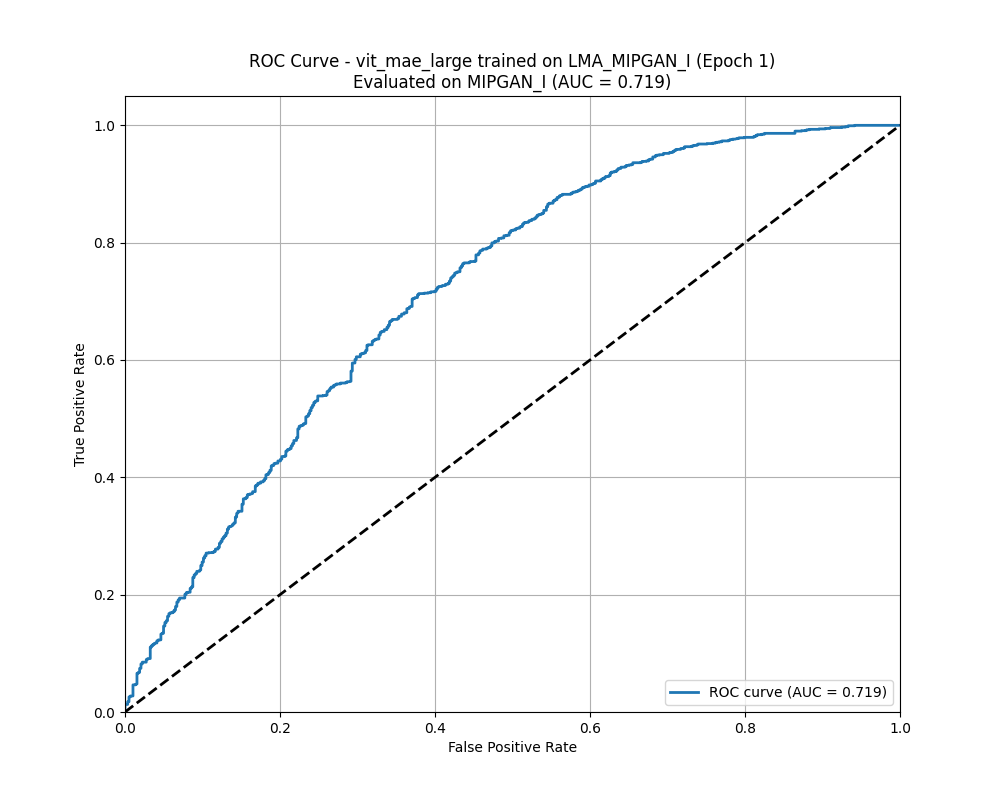 ROC Curve - vit_mae_large trained on LMA_MIPGAN_I (Epoch 1)
Evaluated on MIPGAN_I (AUC = 0.719)
True Positive Rate
1.0
0.8
0.6
0.4
0.2
0.0
ROC curve (AUC = 0.719)
0.0 0.2 0.4 0.6 0.8 1.0
False Positive Rate